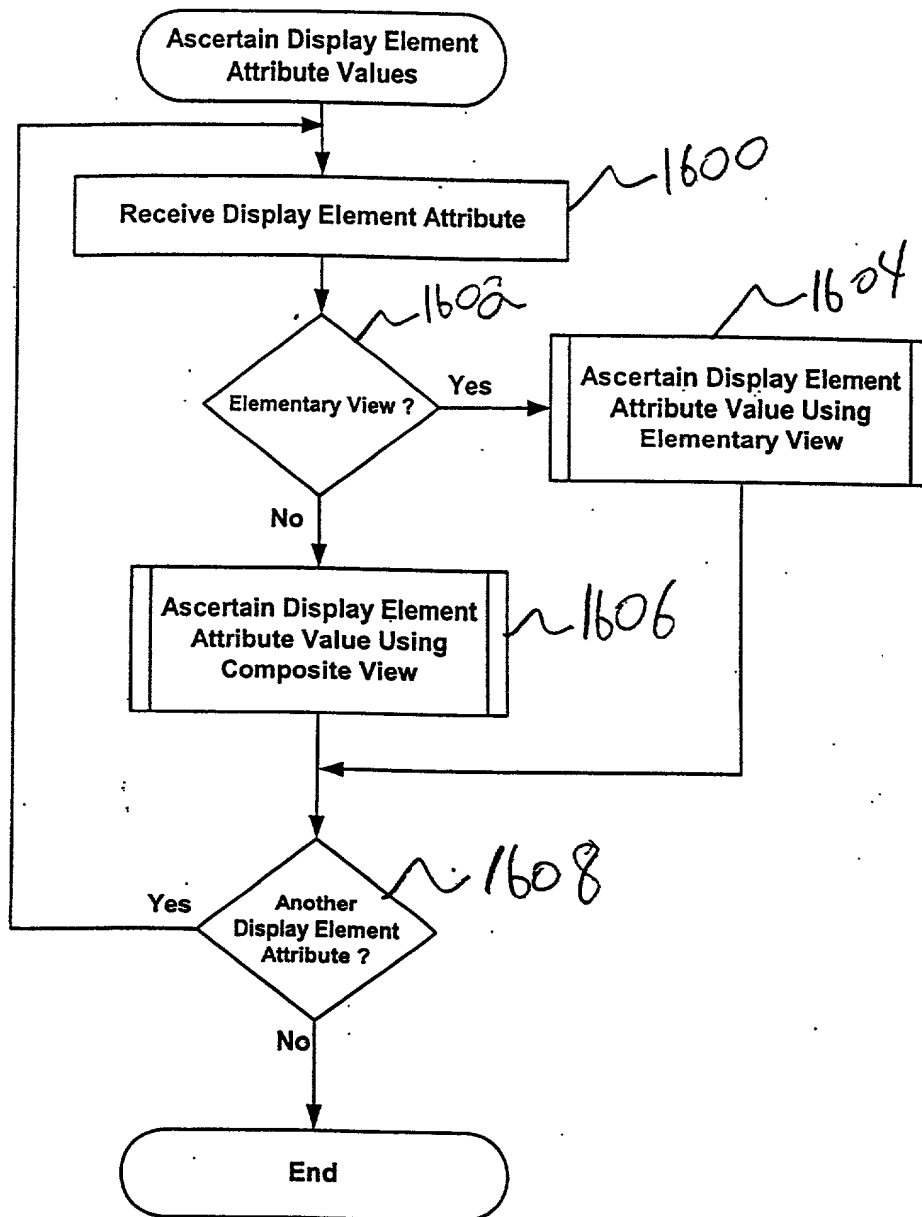 Ascertain Display Element
Attribute Values
Receive Display Element Attribute
1600
Elementary View ?
1602
Yes
Ascertain Display Element
Attribute Value Using
Elementary View
1604
No
Ascertain Display Element
Attribute Value Using
Composite View
1606
Another
Display Element
Attribute ?
1608
Yes
No
End